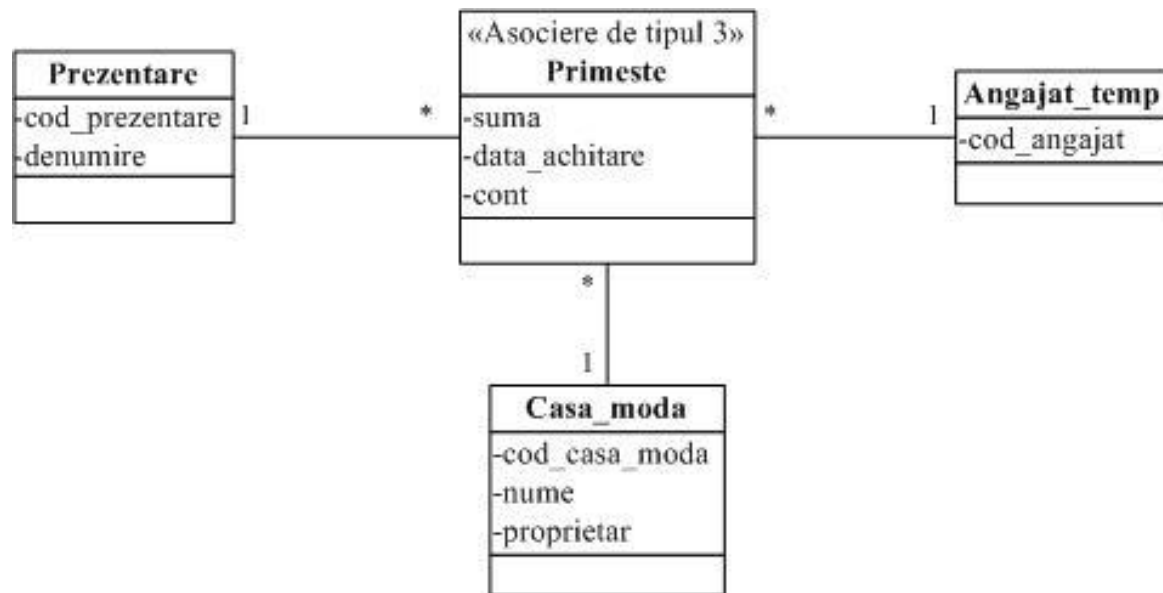 «Asociere de tipul 3»
Primeste
-suma
-data_achitare
-cont
Prezentare
-cod_prezentare
-denumire
1
*
*
1
Angajat_temp
-cod_angajat
*
1
Casa_moda
-cod_casa_moda
-nume
-proprietar